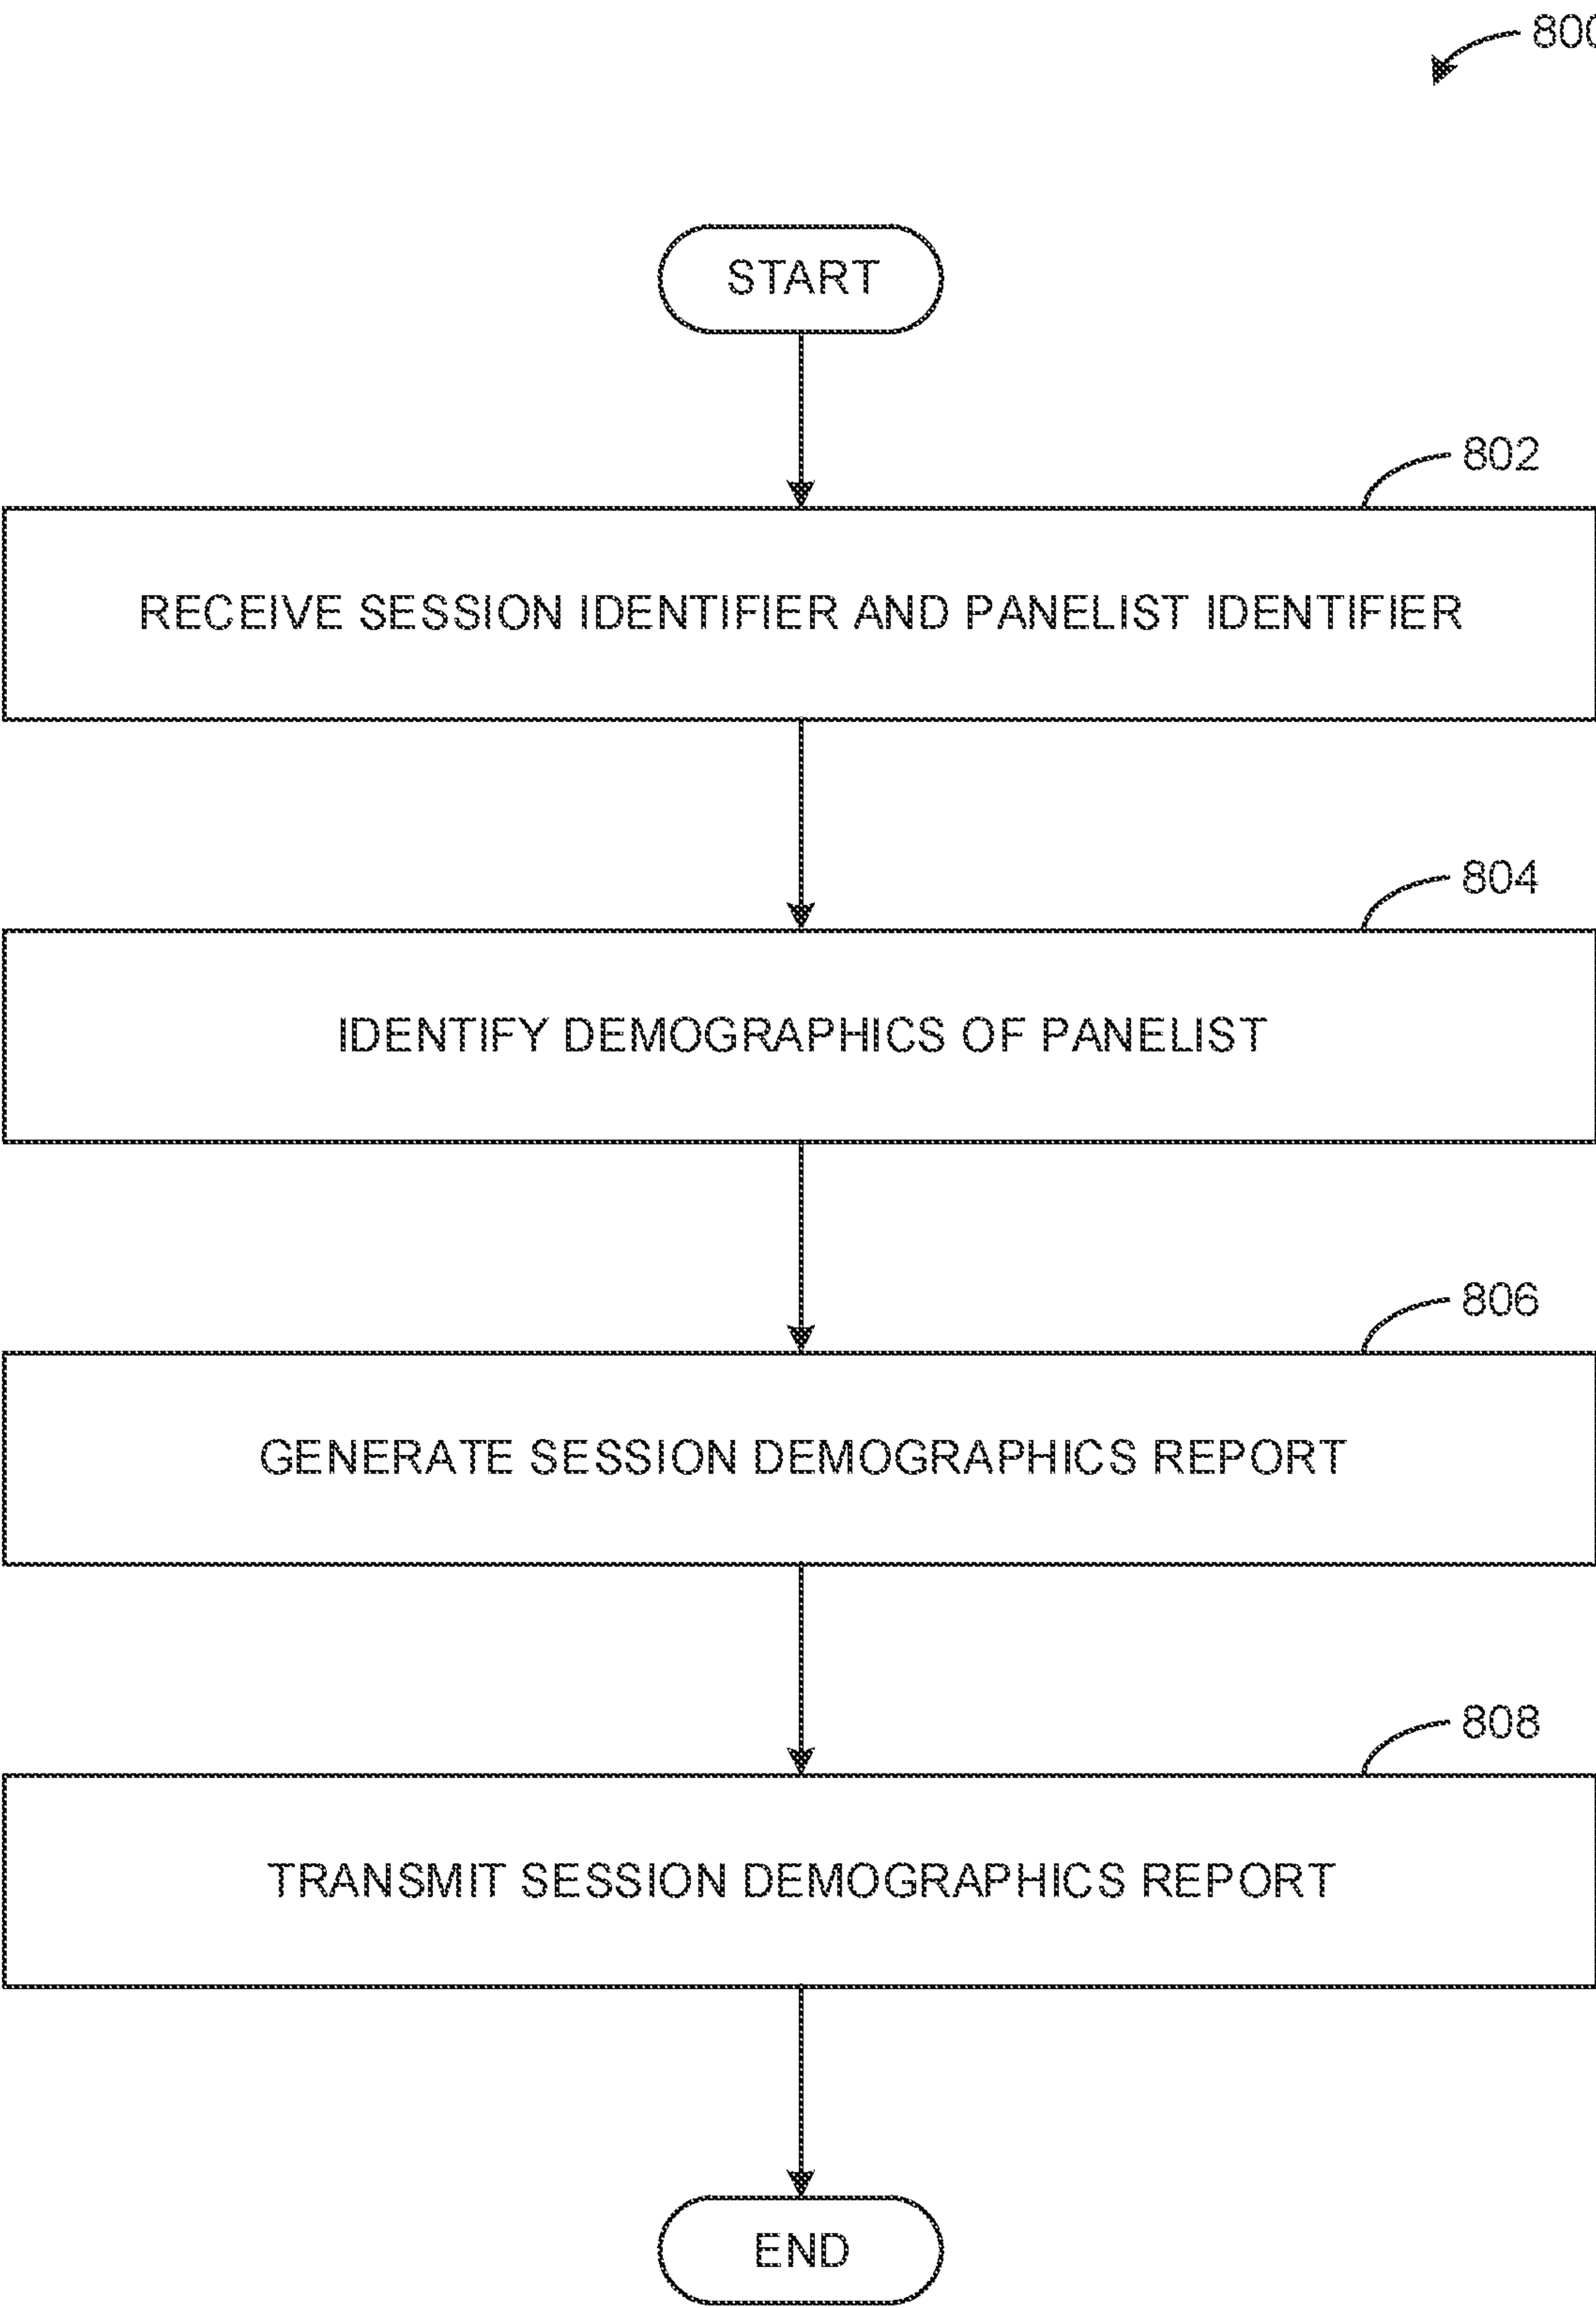 800
START
802
RECEIVE SESSION IDENTIFIER AND PANELIST IDENTIFIER
804
IDENTIFY DEMOGRAPHICS OF PANELIST
806
GENERATE SESSION DEMOGRAPHICS REPORT
808
TRANSMIT SESSION DEMOGRAPHICS REPORT
END